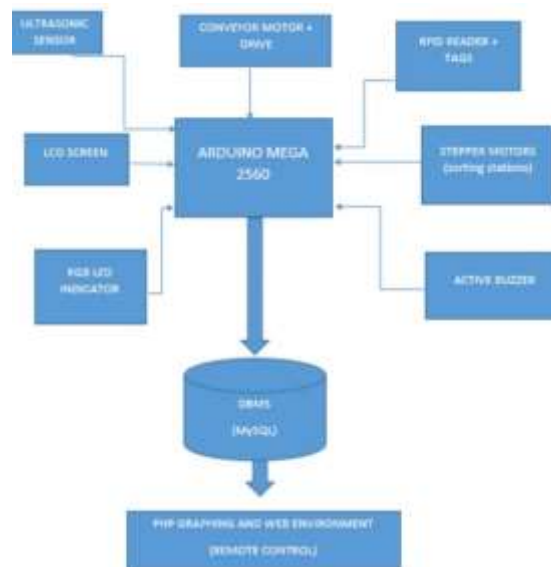 ULTRASONIC
SENSOR
CONVEYOR MOTOR +
DRIVE
RFID READER +
TAGS
LCD SCREEN
ARDUINO MEGA
2560
STEPPER MOTORS
(sorting stations)
RGB LED
INDICATOR
ACTIVE BUZZER
DBMS
(MySQL)
PHP GRAPHING AND WEB ENVIRONMENT
(REMOTE CONTROL)